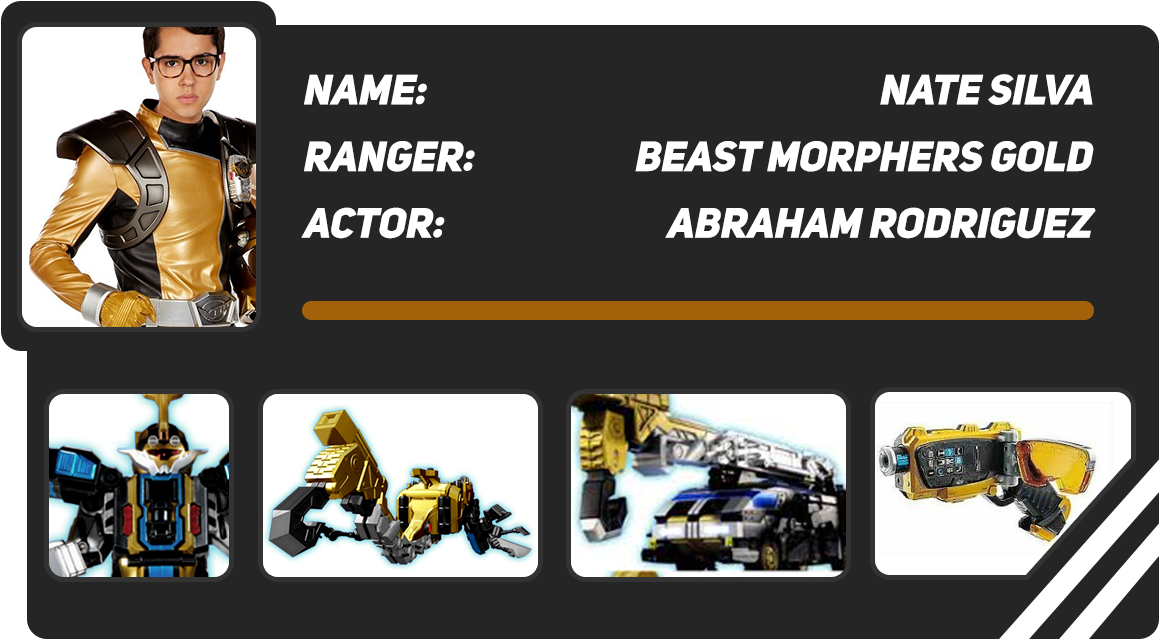 NAME: NATE SILVA
RANGER: BEAST MORPHERS GOLD
ACTOR: ABRAHAM RODRIGUEZ